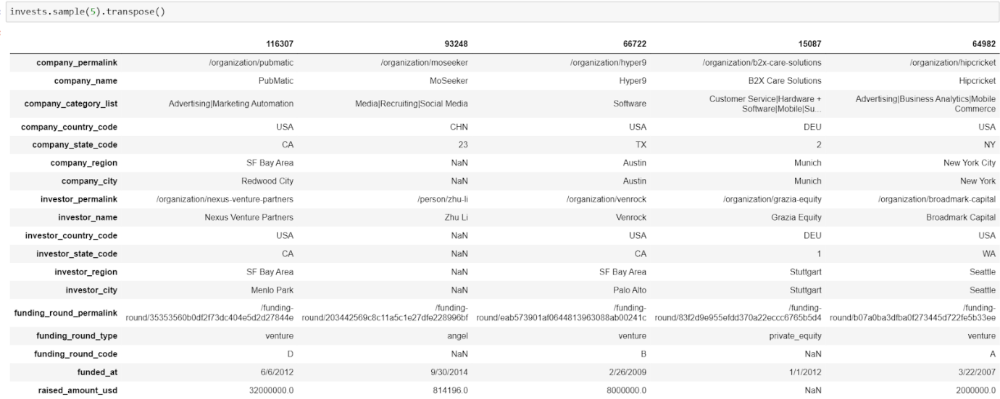 invests.sample(5).transpose()
116307 93248 66722 15087 64982
company_permalink /organization/pubmatic /organization/moseeker /organization/hyper9 /organization/b2x-care-solutions /organization/hipcricket
company_name PubMatic MoSeeker Hyper9 B2X Care Solutions Hipcricket
company_category_list Advertising|Marketing Automation Media|Recruiting|Social Media Software Customer Service|Hardware + Software|Mobile|Su... Advertising|Business Analytics|Mobile Commerce
company_country_code USA CHN USA DEU USA
company_state_code CA 23 TX 2 NY
company_region SF Bay Area NaN Austin Munich New York City
company_city Redwood City NaN Austin Munich New York
investor_permalink /organization/nexus-venture-partners /person/zhu-li /organization/venrock /organization/grazia-equity /organization/broadmark-capital
investor_name Nexus Venture Partners Zhu Li Venrock Grazia Equity Broadmark Capital
investor_country_code USA NaN USA DEU USA
investor_state_code CA NaN CA 1 WA
investor_region SF Bay Area NaN SF Bay Area Stuttgart Seattle
investor_city Menlo Park NaN Palo Alto Stuttgart Seattle
funding_round_permalink /funding-round/35353560b0df2f73dc404e5d2d27844e /funding-round/203442569c8c11a5c1e27dfe228996bf /funding-round/eab573901af0644813963088ab00241c /funding-round/83f2d9e955efdd370a22eccc6765b5d4 /funding-round/b07a0ba3dfba0f273445d722fe5b33ee
funding_round_type venture angel venture private_equity venture
funding_round_code D NaN B NaN A
funded_at 6/6/2012 9/30/2014 2/26/2009 1/1/2012 3/22/2007
raised_amount_usd 32000000.0 814196.0 8000000.0 NaN 2000000.0